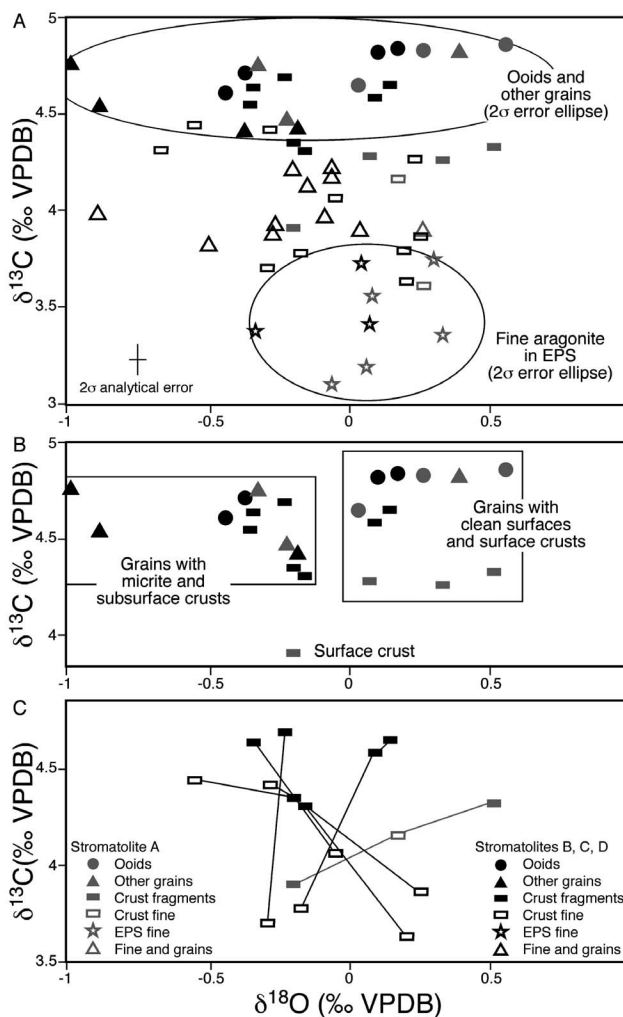 A
5
4.5
4
3.5
3
δ13C (‰ VPDB)
Ooids and
other grains
(2σ error ellipse)
Fine aragonite
in EPS
(2σ error ellipse)
2σ analytical error
-1
-0.5
0
0.5
B
5
4.5
4
δ13C (‰ VPDB)
Grains with
micrite and
subsurface crusts
Grains with
clean surfaces
and surface crusts
Surface crust
-1
-0.5
0
0.5
C
4.5
4
3.5
δ13C(‰ VPDB)
Stromatolite A
Ooids
Other grains
Crust fragments
Crust fine
EPS fine
Fine and grains
Stromatolites B, C, D
Ooids
Other grains
Crust fragments
Crust fine
EPS fine
Fine and grains
-1
-0.5
0
0.5
δ18O (‰ VPDB)